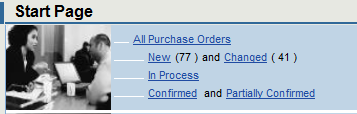 Start Page
All Purchase Orders
New (77 ) and Changed ( 41 )
In Process
Confirmed and Partially Confirmed